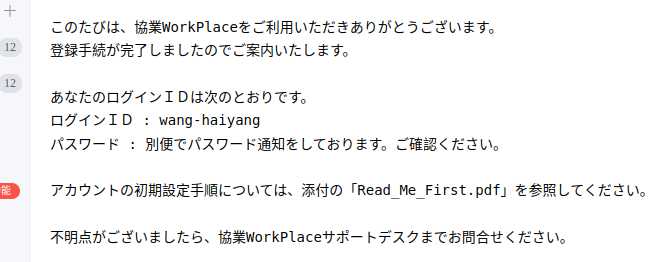 このたびは、協業WorkPlaceをご利用いただきありがとうございます。
12
登録手続が完了しましたのでご案内いたします。
12
あなたのログインＩＤは次のとおりです。
ログインＩＤ : wang-haiyang
パスワード : 別便でパスワード通知をしております。ご確認ください。
能
アカウントの初期設定手順については、添付の「Read_Me_First.pdf」を参照してください。
不明点がございましたら、協業WorkPlaceサポートデスクまでお問合せください。